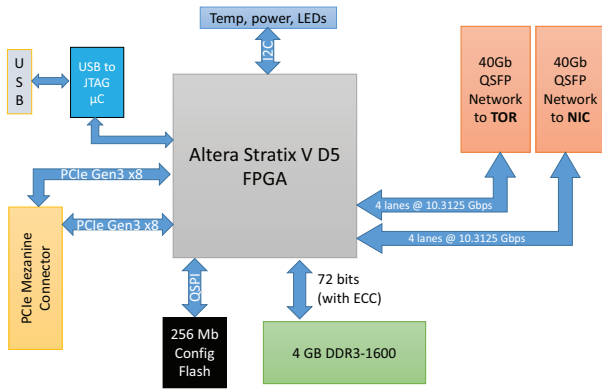 Temp, power, LEDs
I2C
U
S
B
USB to
JTAG
µC
40Gb
QSFP
Network
to TOR
40Gb
QSFP
Network
to NIC
Altera Stratix V D5
FPGA
PCIe Gen3 x8
PCIe Gen3 x8
4 lanes @ 10.3125 Gbps
4 lanes @ 10.3125 Gbps
PCIe Mezanine
Connector
QSPI
72 bits
(with ECC)
256 Mb
Config
Flash
4 GB DDR3-1600